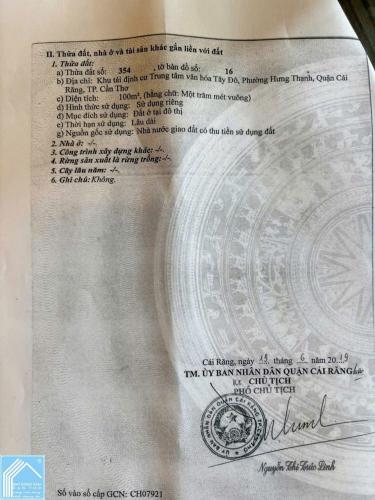 II. Thửa đất, nhà ở và tài sản khác gắn liền với đất
1. Thửa đất:
a) Thửa đất số: 354 , tờ bản đồ số: 16
b) Địa chỉ: Khu tái định cư Trung tâm văn hóa Tây Đô, Phường Hưng Thạnh, Quận Cái
Răng, TP. Cần Thơ
c) Diện tích: 100m², (bằng chữ: Một trăm mét vuông)
d) Hình thức sử dụng: Sử dụng riêng
đ) Mục đích sử dụng: Đất ở tại đô thị
e) Thời hạn sử dụng: Lâu dài
g) Nguồn gốc sử dụng: Nhà nước giao đất có thu tiền sử dụng đất
2. Nhà ở: -/-
3. Công trình xây dựng khác: -/-
4. Rừng sản xuất là rừng trồng: -/-
5. Cây lâu năm: -/-
6. Ghi chú: Không.
Cái Răng, ngày tháng 6 năm 2019
TM. ỦY BAN NHÂN DÂN QUẬN CÁI RĂNG
CHỦ TỊCH
PHÓ CHỦ TỊCH
Nguyễn Thị Trúc Linh
Số vào sổ cấp GCN: CH07921